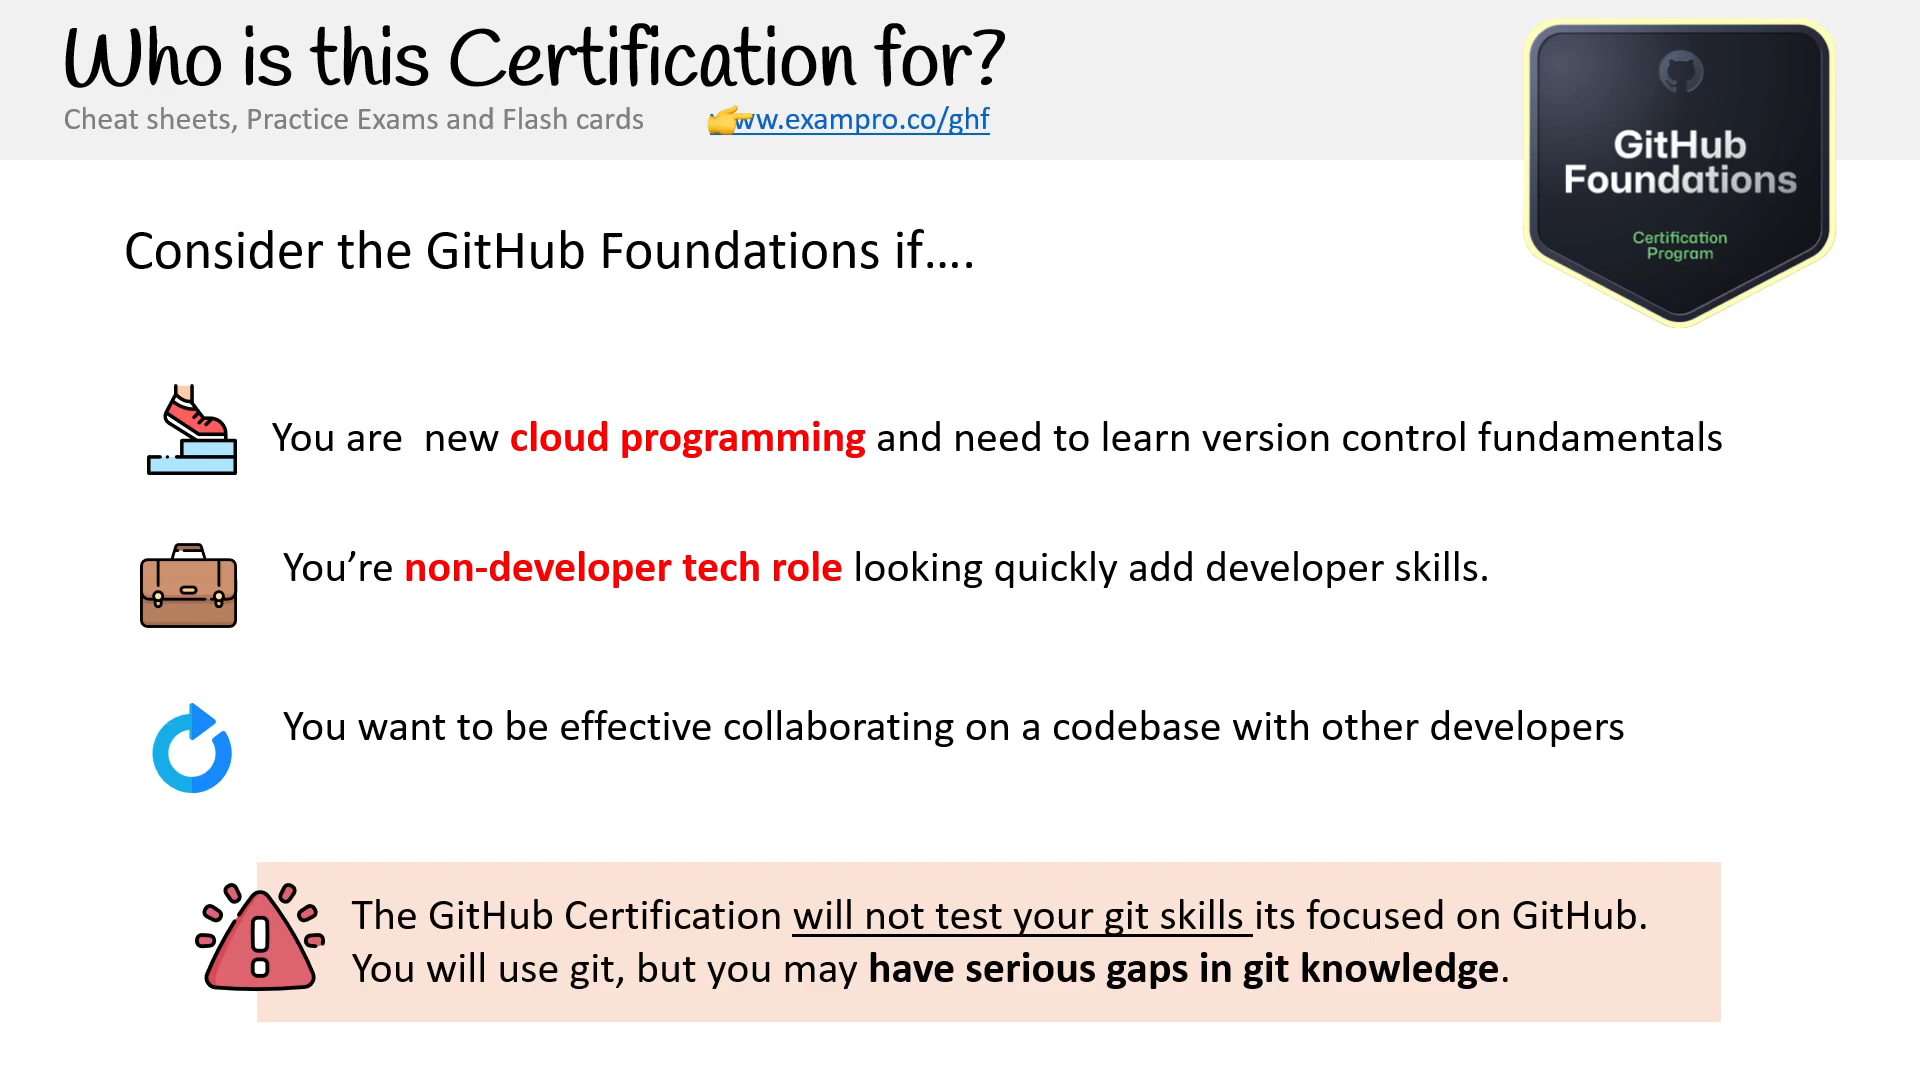 Who is this Certification for?
Cheat sheets, Practice Exams and Flash cards
ww.exampro.co/ghf
GitHub
Foundations
Certification
Program
Consider the GitHub Foundations if....
You are  new cloud programming and need to learn version control fundamentals
You’re non-developer tech role looking quickly add developer skills.
You want to be effective collaborating on a codebase with other developers
The GitHub Certification will not test your git skills its focused on GitHub.
You will use git, but you may have serious gaps in git knowledge.